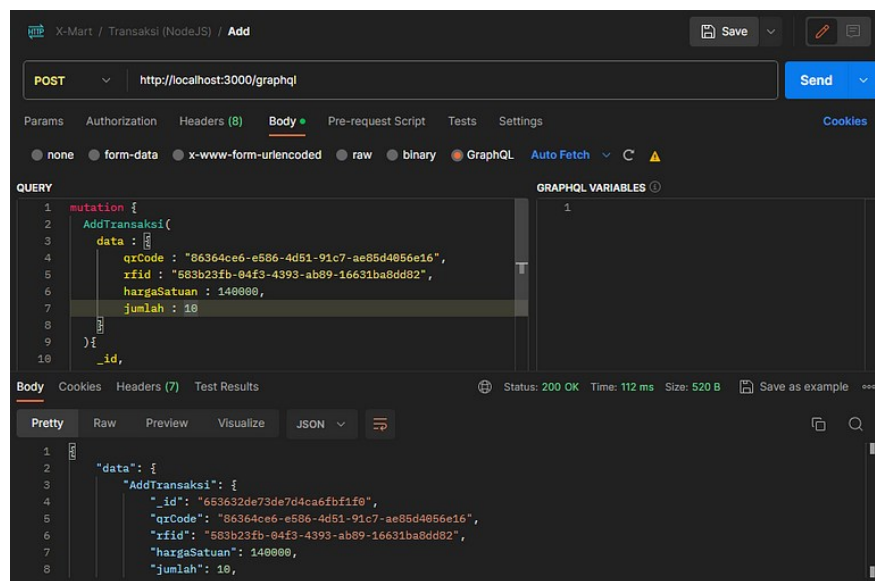 HTTP X-Mart / Transaksi (NodeJS) / Add Save
POST http://localhost:3000/graphql Send
Params Authorization Headers (8) Body Pre-request Script Tests Settings Cookies
none form-data x-www-form-urlencoded raw binary GraphQL Auto Fetch
QUERY
1 mutation {
2 AddTransaksi(
3 data : {
4 qrCode : "86364ce6-e586-4d51-91c7-ae85d4056e16",
5 rfid : "583b23fb-04f3-4393-ab89-16631ba8dd82",
6 hargaSatuan : 140000,
7 jumlah : 10
8 }
9 ){
10 _id,
GRAPHQL VARIABLES
1
Body Cookies Headers (7) Test Results Status: 200 OK Time: 112 ms Size: 520 B Save as example
Pretty Raw Preview Visualize JSON
1 {
2 "data": {
3 "AddTransaksi": {
4 "_id": "653632de73de7d4ca6fbf1f0",
5 "qrCode": "86364ce6-e586-4d51-91c7-ae85d4056e16",
6 "rfid": "583b23fb-04f3-4393-ab89-16631ba8dd82",
7 "hargaSatuan": 140000,
8 "jumlah": 10,